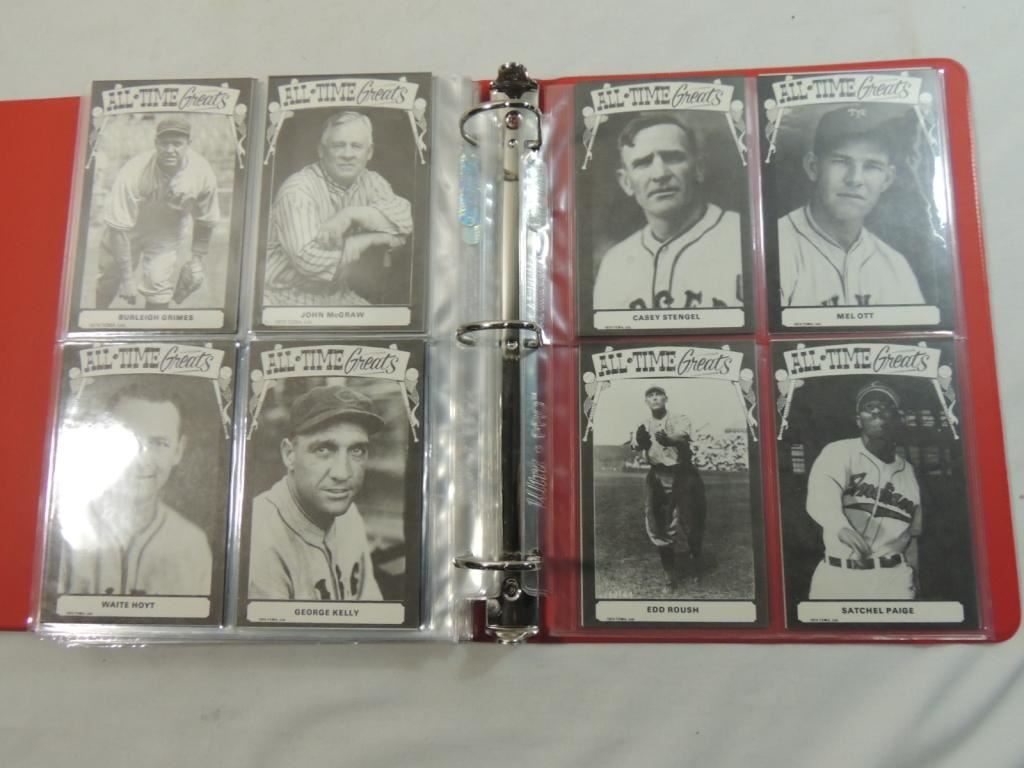 ALL·TIME Greats
BURLEIGH GRIMES
ALL·TIME Greats
JOHN McGRAW
ALL·TIME Greats
WAITE HOYT
ALL·TIME Greats
GEORGE KELLY
ALL·TIME Greats
CASEY STENGEL
ALL·TIME Greats
NY
MEL OTT
ALL·TIME Greats
EDD ROUSH
ALL·TIME Greats
Indians
SATCHEL PAIGE